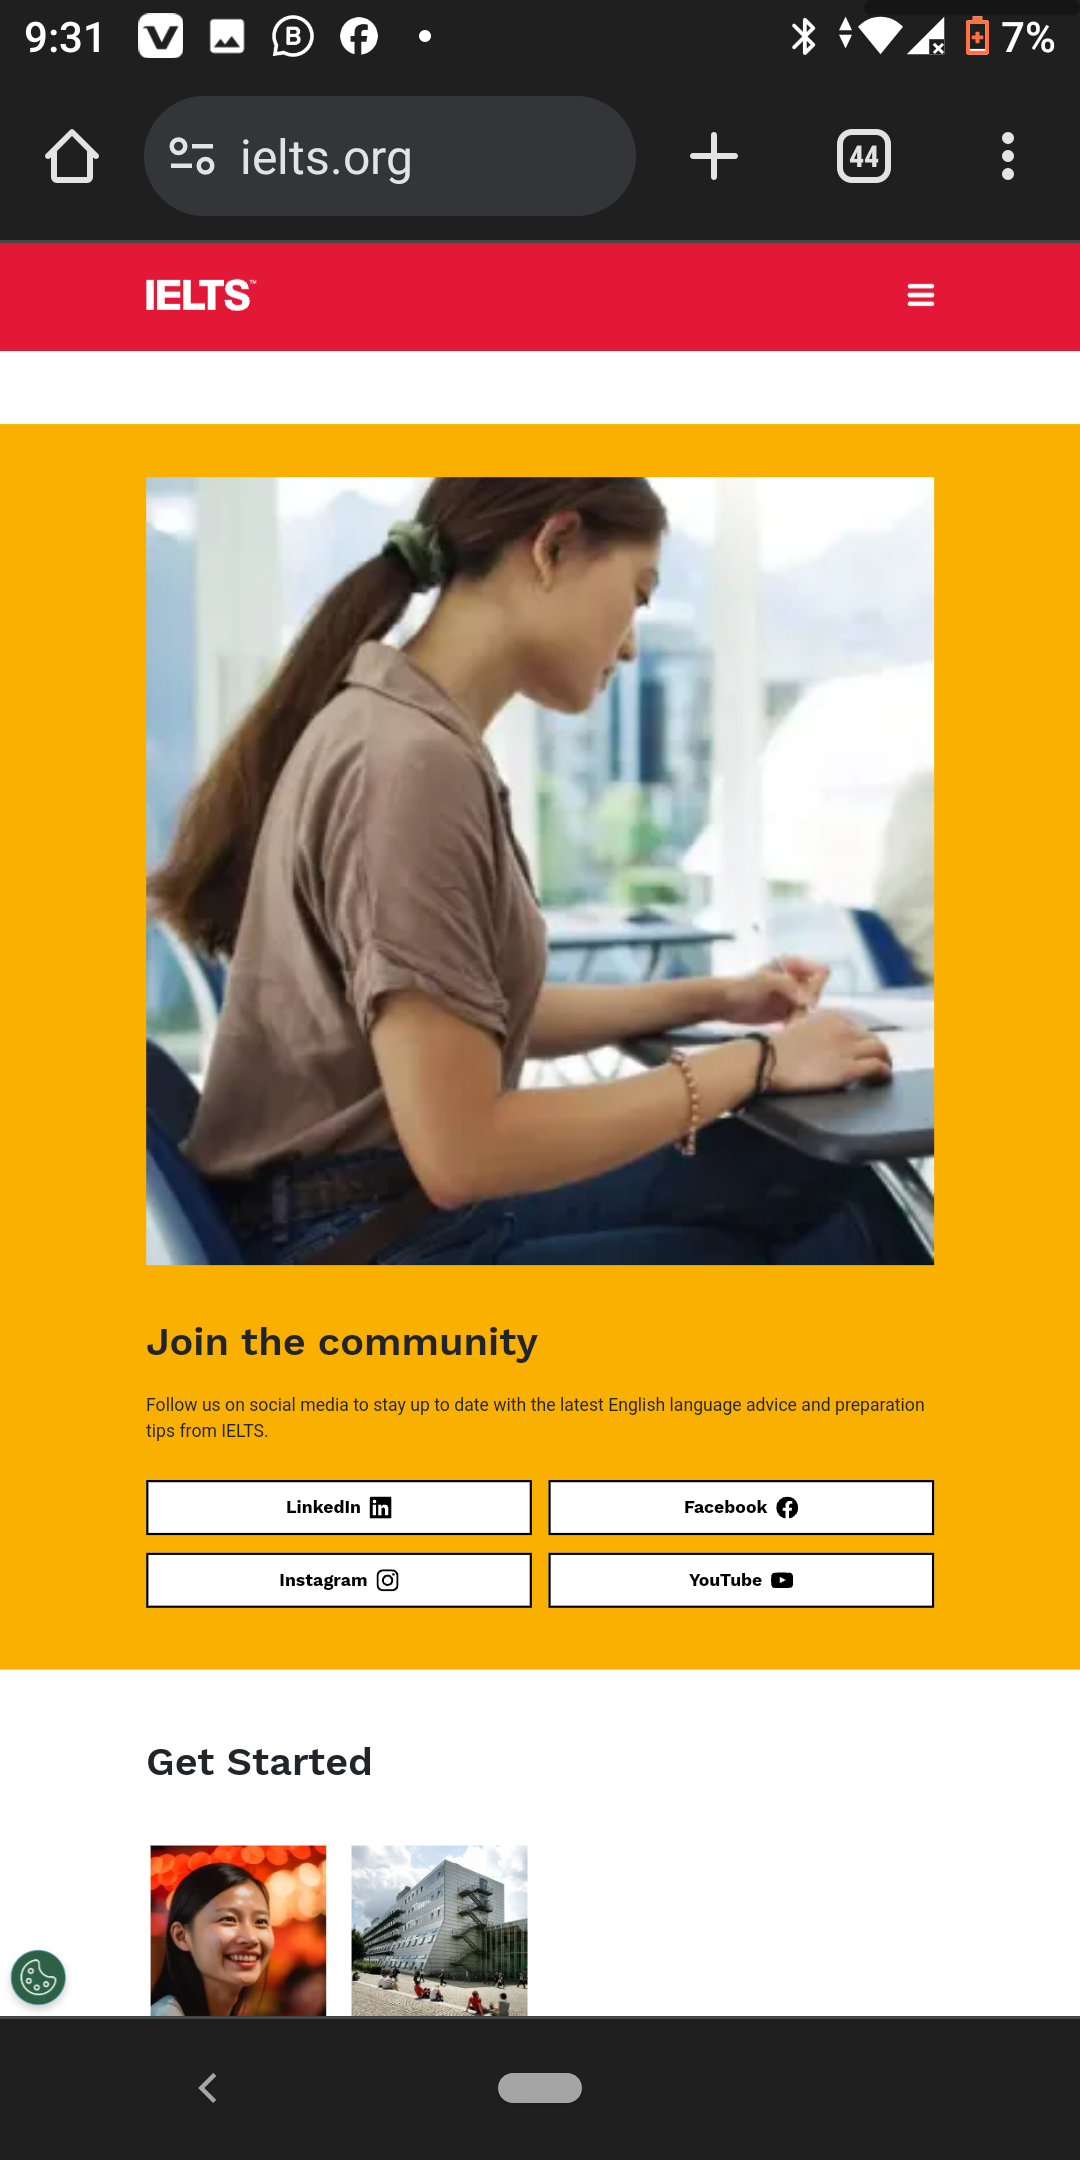 9:31
7%
ielts.org
44
IELTS™
Join the community
Follow us on social media to stay up to date with the latest English language advice and preparation
tips from IELTS.
LinkedIn
Facebook
Instagram
YouTube
Get Started